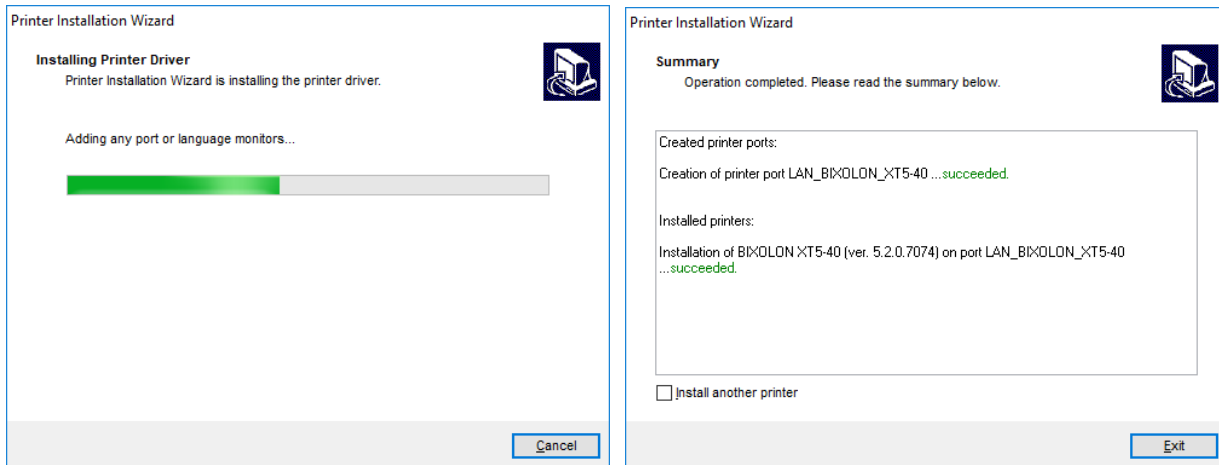 Printer Installation Wizard
Installing Printer Driver
Printer Installation Wizard is installing the printer driver.
Adding any port or language monitors...
Cancel
Printer Installation Wizard
Summary
Operation completed. Please read the summary below.
Created printer ports:
Creation of printer port LAN_BIXOLON_XT5-40 ...succeeded.
Installed printers:
Installation of BIXOLON XT5-40 (ver. 5.2.0.7074) on port LAN_BIXOLON_XT5-40
...succeeded.
Install another printer
Exit